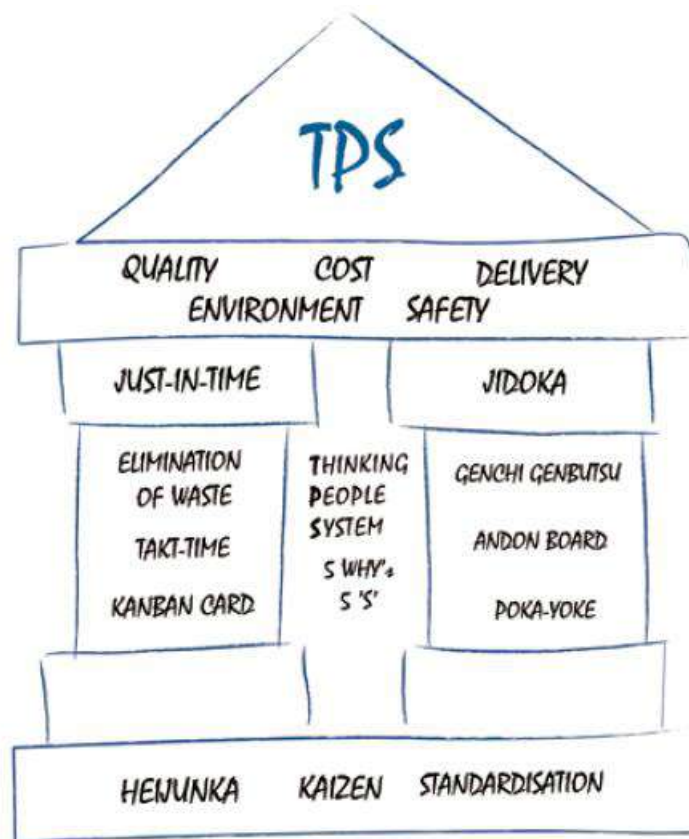 TPS
QUALITY COST DELIVERY
ENVIRONMENT SAFETY
JUST-IN-TIME
JIDOKA
ELIMINATION
OF WASTE
TAKT-TIME
KANBAN CARD
THINKING
PEOPLE
SYSTEM
5 WHY's
5 'S'
GENCHI GENBUTSU
ANDON BOARD
POKA-YOKE
HEIJUNKA KAIZEN STANDARDISATION